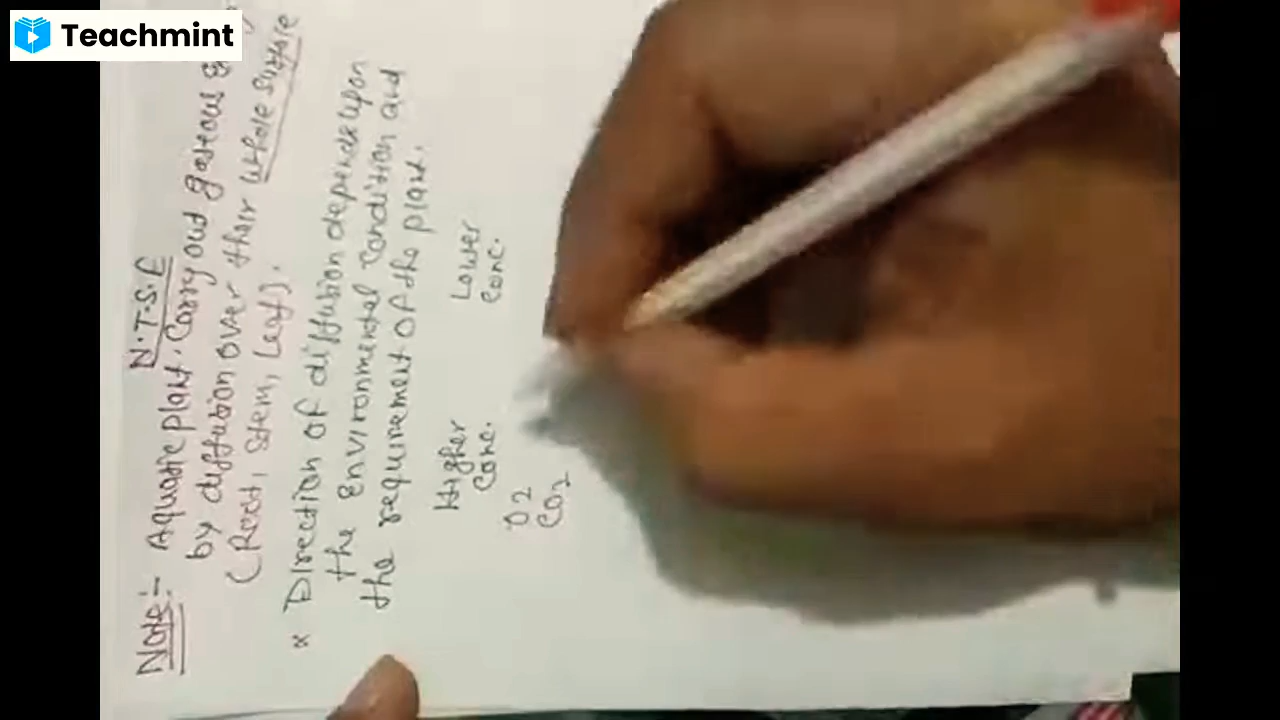 Teachmint
N.T.S.E
Note:- Aquatic plant. Carry out gaseous
by diffusion over their whole surface
(Root, stem, Leaf).
× Direction of diffusion depends upon
the environmental condition and
the requirement of the plant.
Higher Lower
Conc. Conc.
O2
CO2